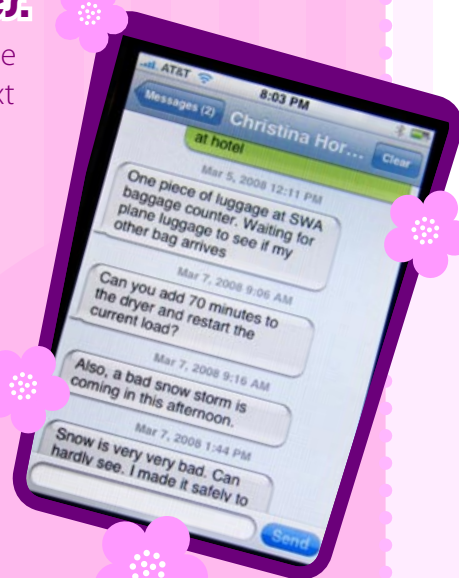 e
xt
AT&T
8:03 PM
Messages (2)
Christina Hor...
Clear
at hotel
Mar 5, 2008 12:11 PM
One piece of luggage at SWA
baggage counter. Waiting for
plane luggage to see if my
other bag arrives
Mar 7, 2008 9:06 AM
Can you add 70 minutes to
the dryer and restart the
current load?
Mar 7, 2008 9:16 AM
Also, a bad snow storm is
coming in this afternoon.
Mar 7, 2008 1:44 PM
Snow is very very bad. Can
hardly see. I made it safely to
Send